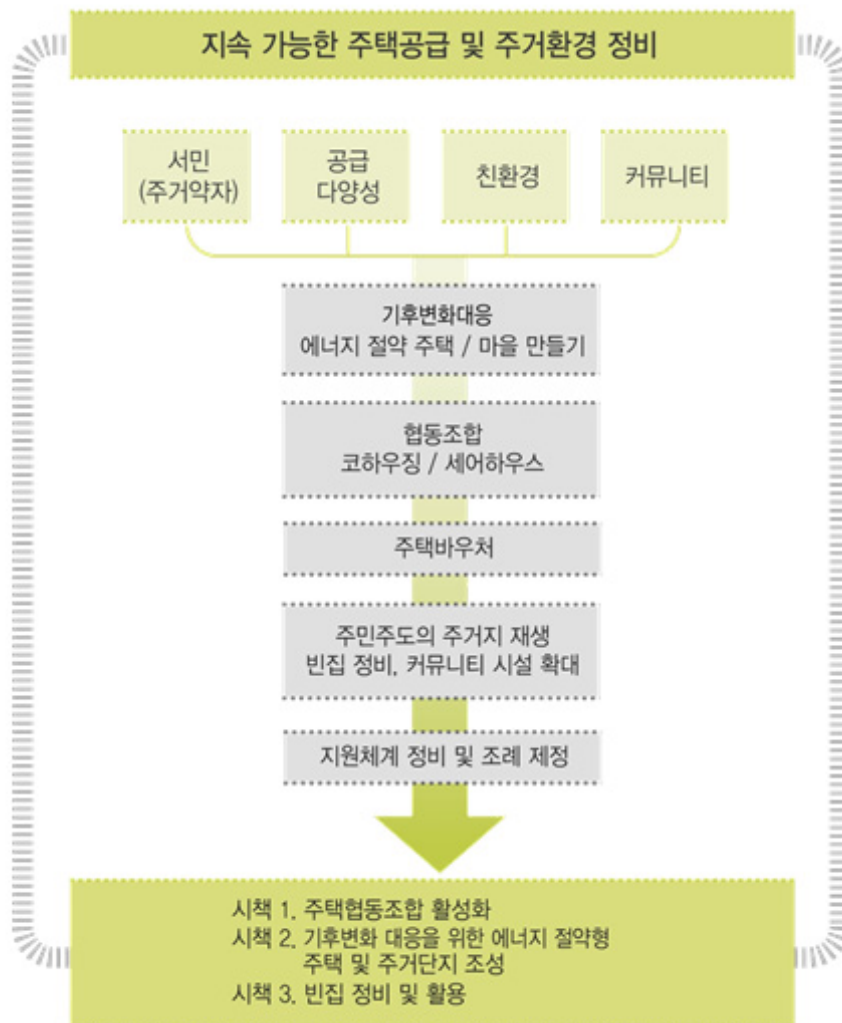 지속 가능한 주택공급 및 주거환경 정비
서민
(주거약자)
공급
다양성
친환경
커뮤니티
기후변화대응
에너지 절약 주택 / 마을 만들기
협동조합
코하우징 / 세어하우스
주택바우처
주민주도의 주거지 재생
빈집 정비, 커뮤니티 시설 확대
지원체계 정비 및 조례 제정
시책 1. 주택협동조합 활성화
시책 2. 기후변화 대응을 위한 에너지 절약형
주택 및 주거단지 조성
시책 3. 빈집 정비 및 활용